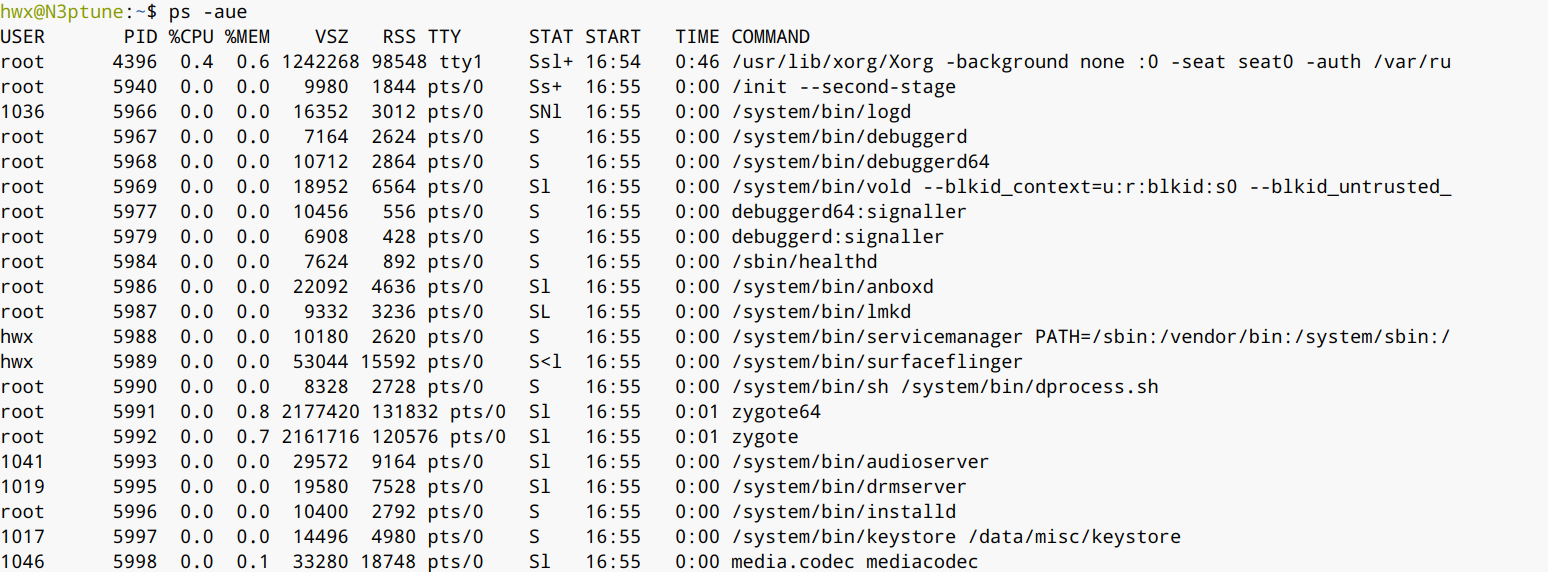 hwx@N3ptune:~$ ps -aue
USER       PID %CPU %MEM    VSZ   RSS TTY      STAT START   TIME COMMAND
root      4396  0.4  0.6 1242268 98548 tty1    Ssl+ 16:54   0:46 /usr/lib/xorg/Xorg -background none :0 -seat seat0 -auth /var/ru
root      5940  0.0  0.0   9980  1844 pts/0    Ss+  16:55   0:00 /init --second-stage
1036      5966  0.0  0.0  16352  3012 pts/0    SNl  16:55   0:00 /system/bin/logd
root      5967  0.0  0.0   7164  2624 pts/0    S    16:55   0:00 /system/bin/debuggerd
root      5968  0.0  0.0  10712  2864 pts/0    S    16:55   0:00 /system/bin/debuggerd64
root      5969  0.0  0.0  18952  6564 pts/0    Sl   16:55   0:00 /system/bin/vold --blkid_context=u:r:blkid:s0 --blkid_untrusted_
root      5977  0.0  0.0  10456   556 pts/0    S    16:55   0:00 debuggerd64:signaller
root      5979  0.0  0.0   6908   428 pts/0    S    16:55   0:00 debuggerd:signaller
root      5984  0.0  0.0   7624   892 pts/0    S    16:55   0:00 /sbin/healthd
root      5986  0.0  0.0  22092  4636 pts/0    Sl   16:55   0:00 /system/bin/anboxd
root      5987  0.0  0.0   9332  3236 pts/0    SL   16:55   0:00 /system/bin/lmkd
hwx       5988  0.0  0.0  10180  2620 pts/0    S    16:55   0:00 /system/bin/servicemanager PATH=/sbin:/vendor/bin:/system/sbin:/
hwx       5989  0.0  0.0  53044 15592 pts/0    S<l  16:55   0:00 /system/bin/surfaceflinger
root      5990  0.0  0.0   8328  2728 pts/0    S    16:55   0:00 /system/bin/sh /system/bin/dprocess.sh
root      5991  0.0  0.8 2177420 131832 pts/0  Sl   16:55   0:01 zygote64
root      5992  0.0  0.7 2161716 120576 pts/0  Sl   16:55   0:01 zygote
1041      5993  0.0  0.0  29572  9164 pts/0    Sl   16:55   0:00 /system/bin/audioserver
1019      5995  0.0  0.0  19580  7528 pts/0    Sl   16:55   0:00 /system/bin/drmserver
root      5996  0.0  0.0  10400  2792 pts/0    S    16:55   0:00 /system/bin/installd
1017      5997  0.0  0.0  14496  4980 pts/0    S    16:55   0:00 /system/bin/keystore /data/misc/keystore
1046      5998  0.0  0.1  33280 18748 pts/0    Sl   16:55   0:00 media.codec mediacodec